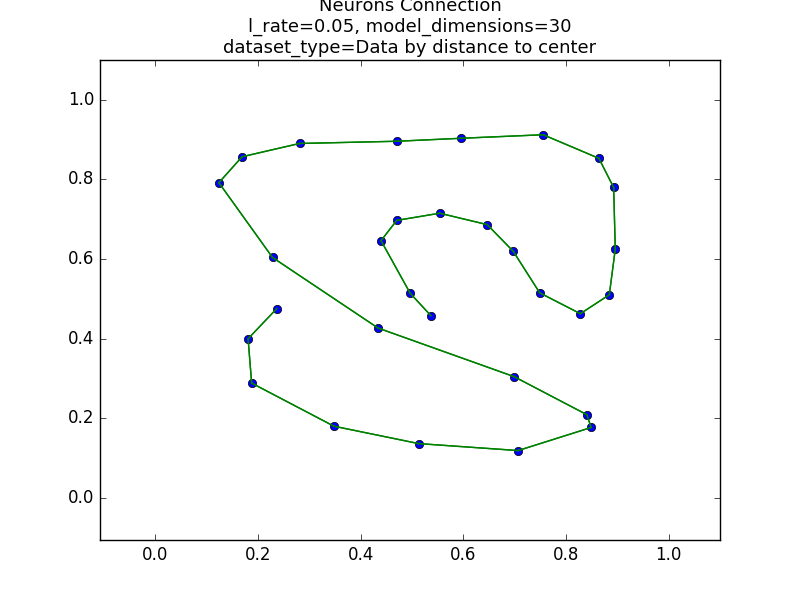 Neurons Connection
l_rate=0.05, model_dimensions=30
dataset_type=Data by distance to center
1.0
0.8
0.6
0.4
0.2
0.0
0.0 0.2 0.4 0.6 0.8 1.0